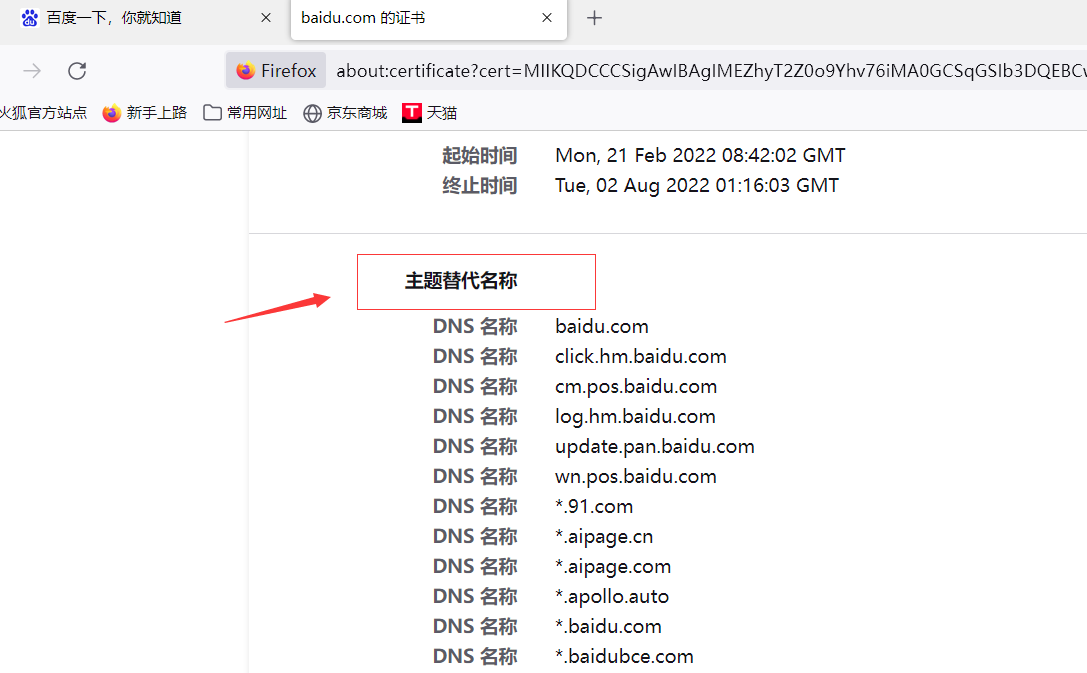 百度一下，你就知道
baidu.com 的证书
Firefox about:certificate?cert=MIIKQDCCCSigAwIBAgIMEZhyT2Z0o9Yhv76iMA0GCSqGSIb3DQEBCw
火狐官方站点 新手上路 常用网址 京东商城 天猫
起始时间 Mon, 21 Feb 2022 08:42:02 GMT
终止时间 Tue, 02 Aug 2022 01:16:03 GMT
主题替代名称
DNS 名称 baidu.com
DNS 名称 click.hm.baidu.com
DNS 名称 cm.pos.baidu.com
DNS 名称 log.hm.baidu.com
DNS 名称 update.pan.baidu.com
DNS 名称 wn.pos.baidu.com
DNS 名称 *.91.com
DNS 名称 *.aipage.cn
DNS 名称 *.aipage.com
DNS 名称 *.apollo.auto
DNS 名称 *.baidu.com
DNS 名称 *.baidubce.com